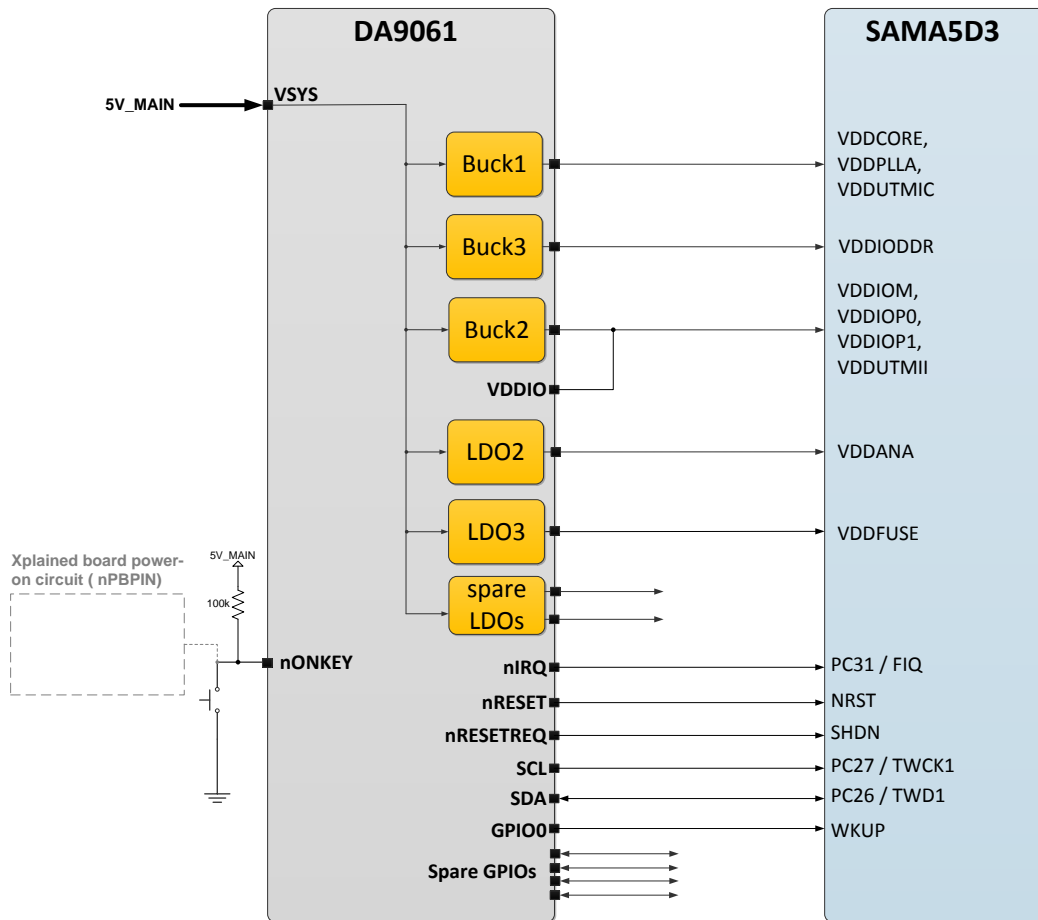 DA9061
SAMA5D3
5V_MAIN
VSYS
Buck1
VDDCORE,
VDDPLLA,
VDDUTMIC
Buck3
VDDIODDR
Buck2
VDDIOM,
VDDIOP0,
VDDIOP1,
VDDUTMII
VDDIO
LDO2
VDDANA
LDO3
VDDFUSE
Xplained board power-
on circuit ( nPBPIN)
5V_MAIN
100k
spare
LDOs
nONKEY
nIRQ
PC31 / FIQ
nRESET
NRST
nRESETREQ
SHDN
SCL
PC27 / TWCK1
SDA
PC26 / TWD1
GPIO0
WKUP
Spare GPIOs